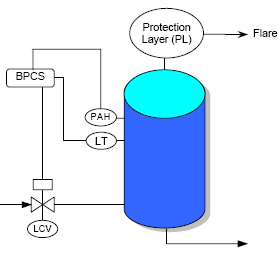 Protection
Layer (PL)
Flare
BPCS
PAH
LT
LCV